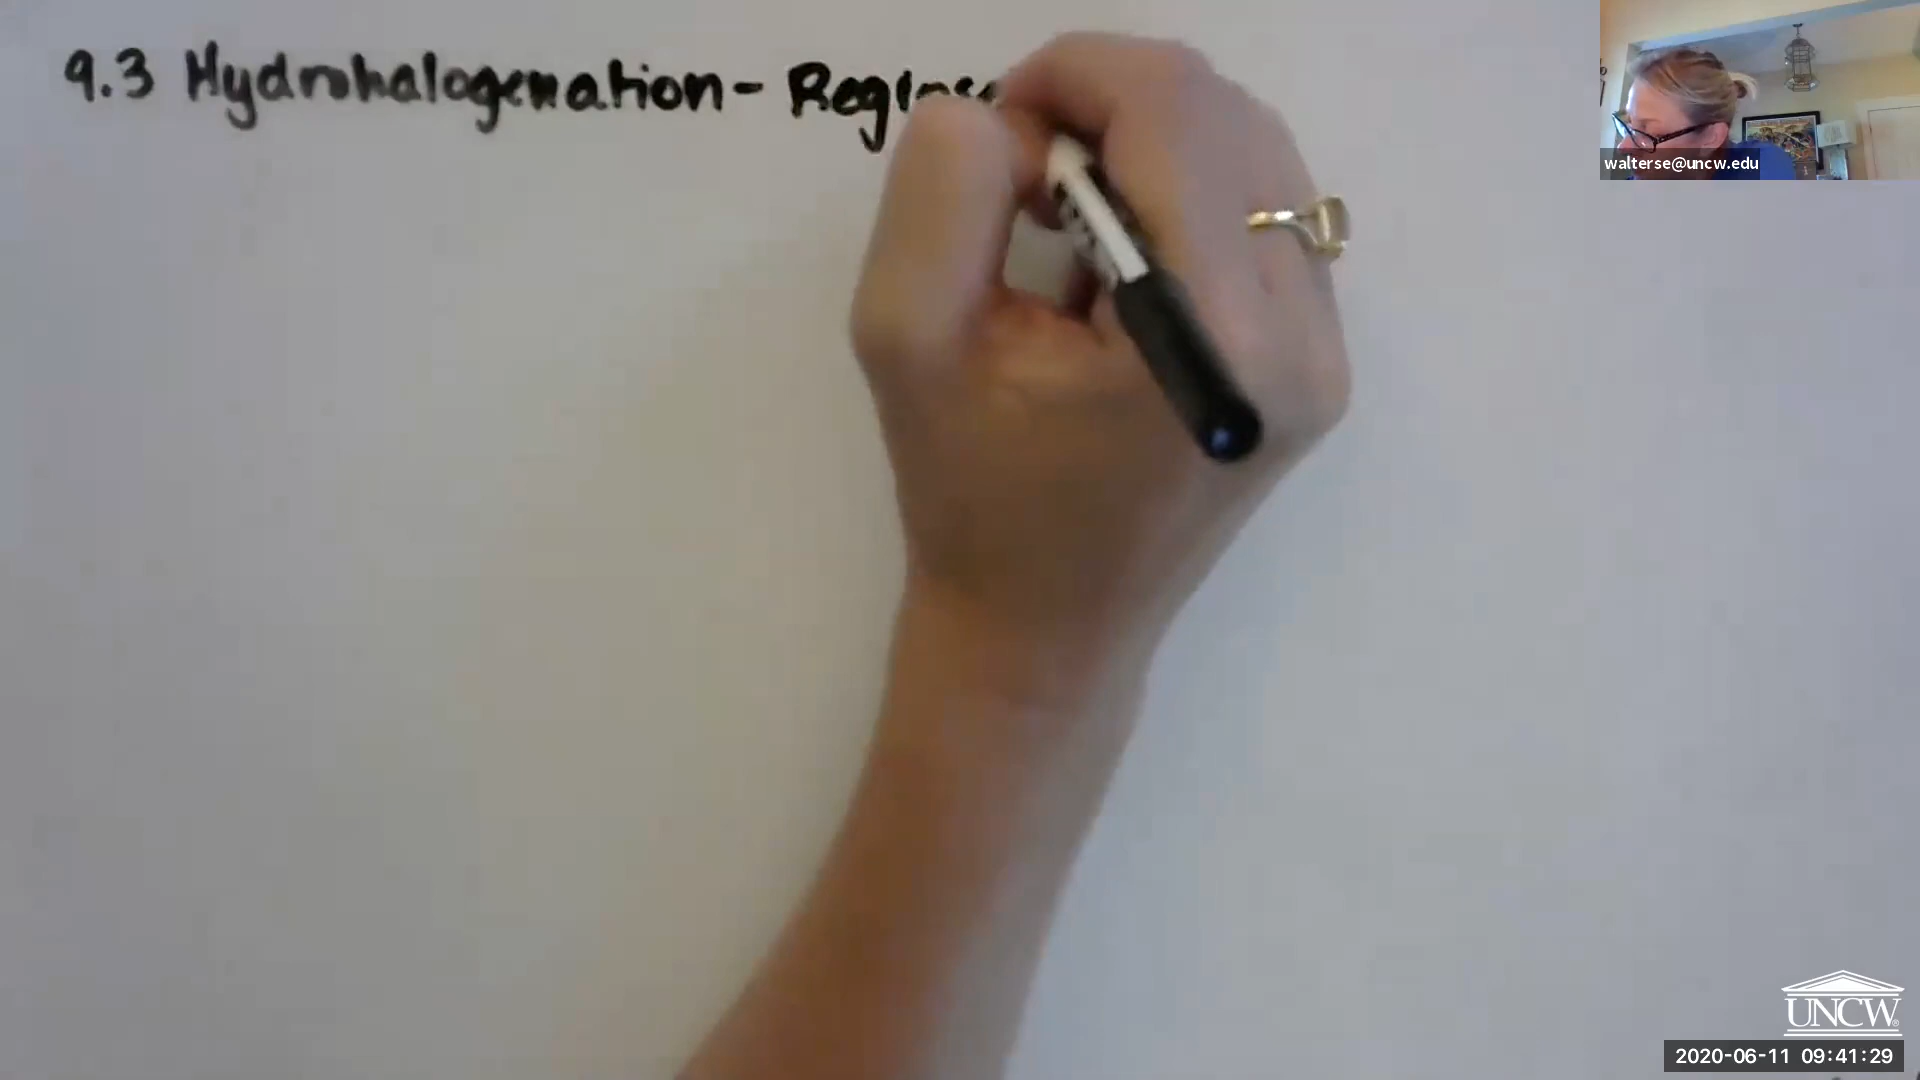 9.3 Hydrohalogenation-
walterse@uncw.edu
UNCW
2020-06-11 09:41:29